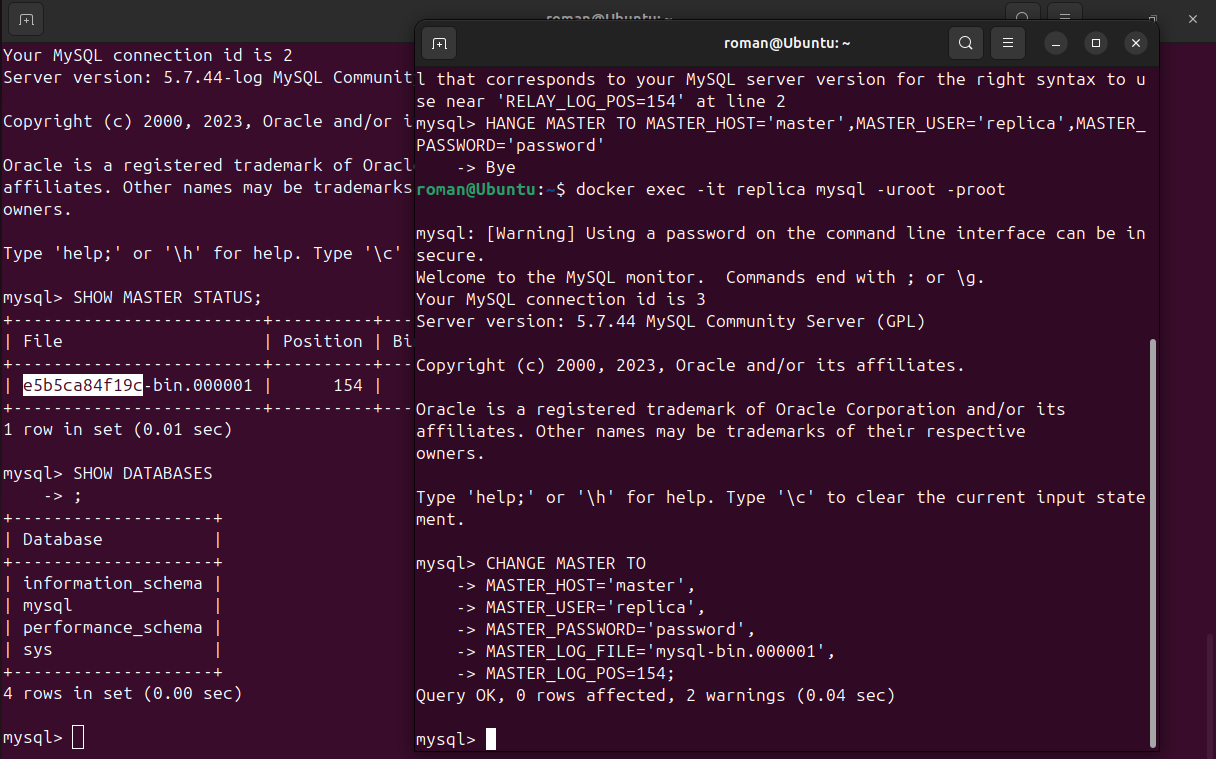 roman@Ubuntu: ~
Your MySQL connection id is 2
Server version: 5.7.44-log MySQL Communit
Copyright (c) 2000, 2023, Oracle and/or i
Oracle is a registered trademark of Oracl
affiliates. Other names may be trademarks
owners.
Type 'help;' or '\h' for help. Type '\c'
mysql> SHOW MASTER STATUS;
+-------------------------+----------+---
| File                    | Position | Bi
+-------------------------+----------+---
| e5b5ca84f19c-bin.000001 |      154 |
+-------------------------+----------+---
1 row in set (0.01 sec)
mysql> SHOW DATABASES
    -> ;
+--------------------+
| Database           |
+--------------------+
| information_schema |
| mysql              |
| performance_schema |
| sys                |
+--------------------+
4 rows in set (0.00 sec)
mysql>
roman@Ubuntu: ~
l that corresponds to your MySQL server version for the right syntax to u
se near 'RELAY_LOG_POS=154' at line 2
mysql> HANGE MASTER TO MASTER_HOST='master',MASTER_USER='replica',MASTER_
PASSWORD='password'
    -> Bye
roman@Ubuntu:~$ docker exec -it replica mysql -uroot -proot
mysql: [Warning] Using a password on the command line interface can be in
secure.
Welcome to the MySQL monitor.  Commands end with ; or \g.
Your MySQL connection id is 3
Server version: 5.7.44 MySQL Community Server (GPL)
Copyright (c) 2000, 2023, Oracle and/or its affiliates.
Oracle is a registered trademark of Oracle Corporation and/or its
affiliates. Other names may be trademarks of their respective
owners.
Type 'help;' or '\h' for help. Type '\c' to clear the current input state
ment.
mysql> CHANGE MASTER TO
    -> MASTER_HOST='master',
    -> MASTER_USER='replica',
    -> MASTER_PASSWORD='password',
    -> MASTER_LOG_FILE='mysql-bin.000001',
    -> MASTER_LOG_POS=154;
Query OK, 0 rows affected, 2 warnings (0.04 sec)
mysql>